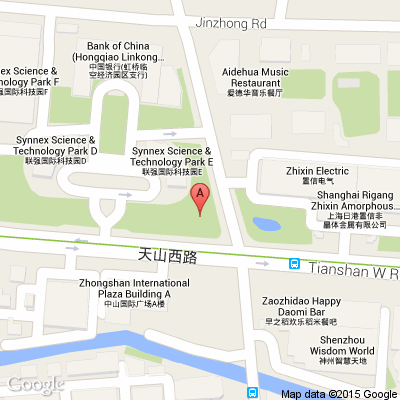 Jinzhong Rd
Bank of China
(Hongqiao Linkong...
中国银行(虹桥临
空经济园区支行)
Aidehua Music
Restaurant
爱德华音乐餐厅
nex Science &
ology Park F
联强国际科技园F
Synnex Science &
Technology Park D
联强国际科技园D
Synnex Science &
Technology Park E
联强国际科技园E
Zhixin Electric
置信电气
A
Shanghai Rigang
Zhixin Amorphous...
上海日港置信非
晶体金属有限公司
天山西路
Tianshan W R
Zhongshan International
Plaza Building A
中山国际广场A楼
Zaozhidao Happy
Daomi Bar
早之稻欢乐稻米餐吧
Shenzhou
Wisdom World
神州智慧天地
Google
Map data ©2015 Google